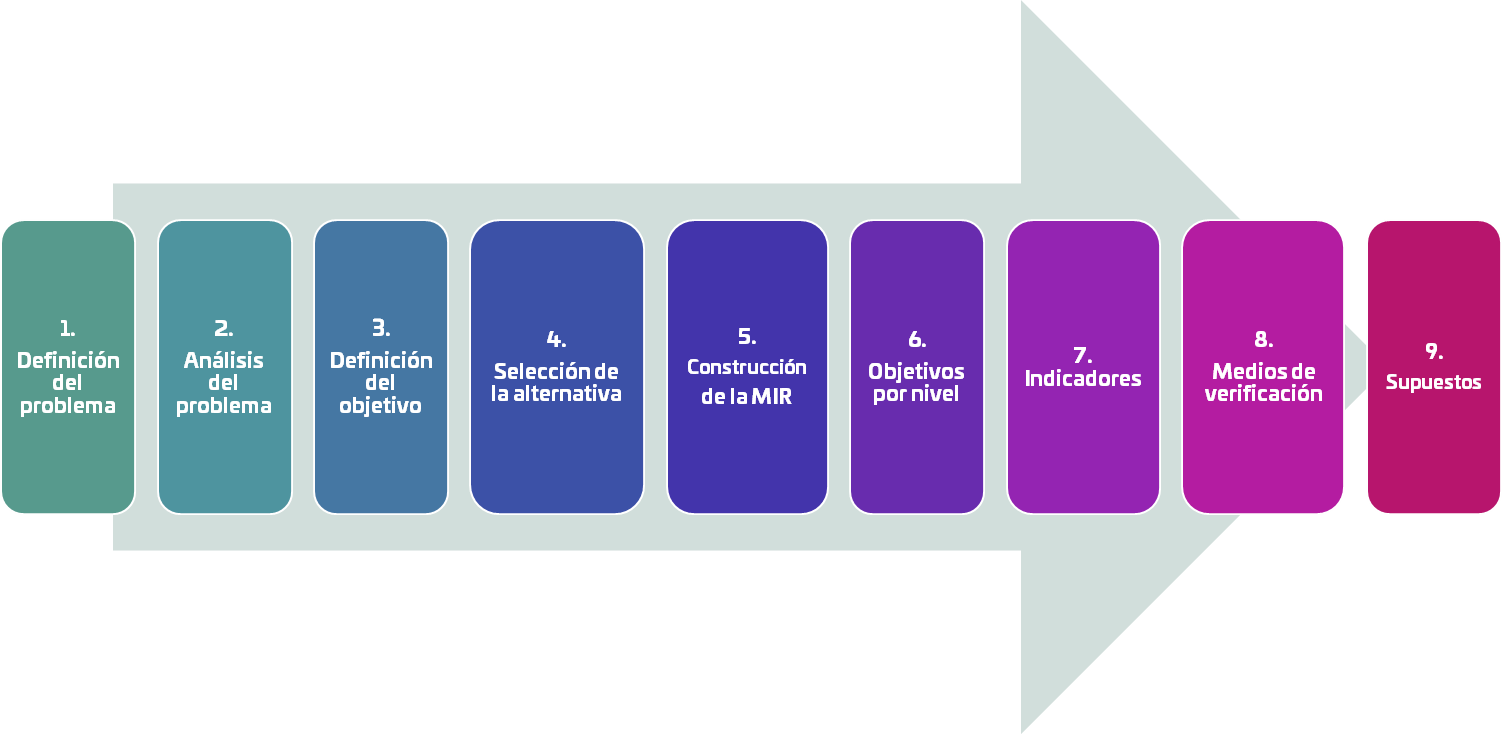 1.
Definición
del
problema
2.
Análisis
del
problema
3.
Definición
del
objetivo
4.
Selección de
la alternativa
5.
Construcción
de la MIR
6.
Objetivos
por nivel
7.
Indicadores
8.
Medios de
verificación
9.
Supuestos